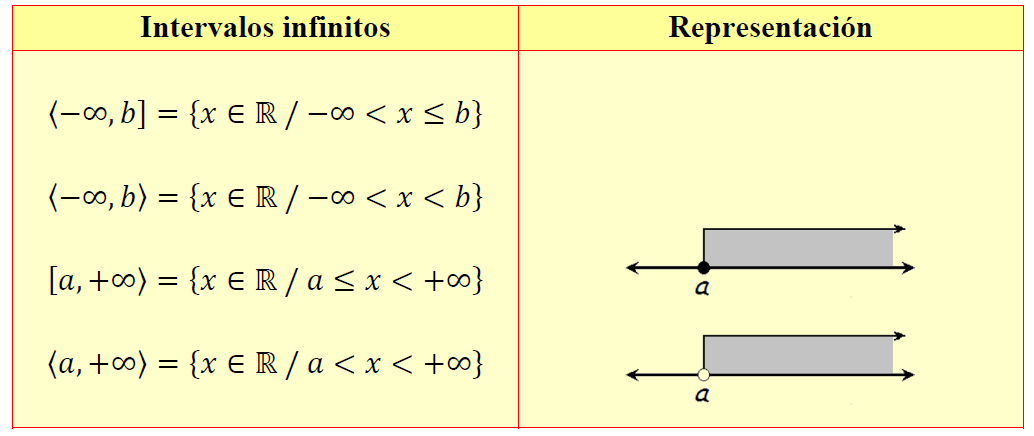 Intervalos infinitos
Representación
⟨−∞, b] = {x ∈ ℝ / −∞ < x ≤ b}
⟨−∞, b⟩ = {x ∈ ℝ / −∞ < x < b}
[a, +∞⟩ = {x ∈ ℝ / a ≤ x < +∞}
a
⟨a, +∞⟩ = {x ∈ ℝ / a < x < +∞}
a